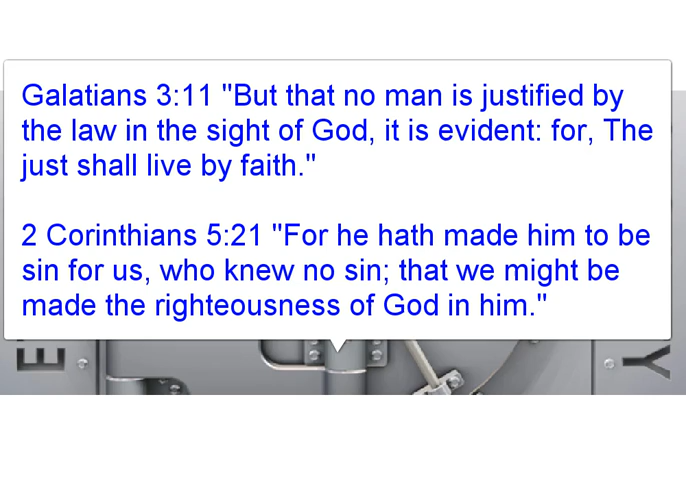 Galatians 3:11 "But that no man is justified by
the law in the sight of God, it is evident: for, The
just shall live by faith."
2 Corinthians 5:21 "For he hath made him to be
sin for us, who knew no sin; that we might be
made the righteousness of God in him."
E
Y